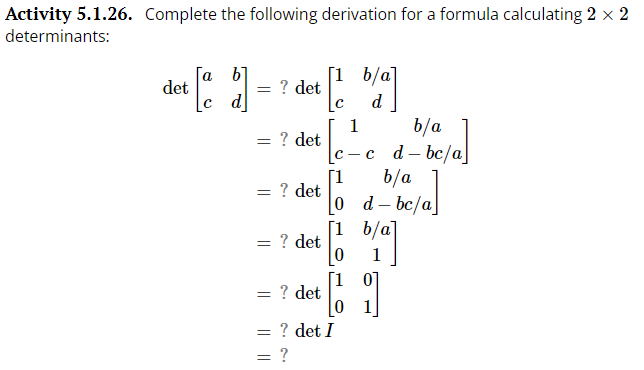 Activity 5.1.26. Complete the following derivation for a formula calculating 2 × 2
determinants:
det [a b; c d] = ? det [1 b/a; c d]
= ? det [1 b/a; c − c d − bc/a]
= ? det [1 b/a; 0 d − bc/a]
= ? det [1 b/a; 0 1]
= ? det [1 0; 0 1]
= ? det I
= ?